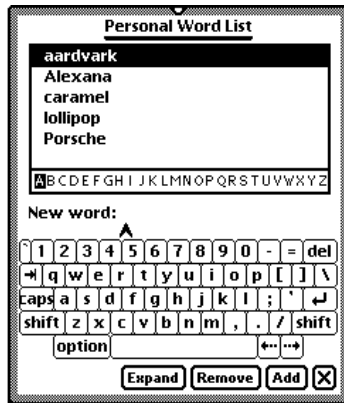 Personal Word List
aardvark
Alexana
caramel
lollipop
Porsche
ABCDEFGHIJKLMNOPQRSTUVWXYZ
New word:
` 1 2 3 4 5 6 7 8 9 0 - = del
q w e r t y u i o p [ ] \
caps a s d f g h j k l ; '
shift z x c v b n m , . / shift
option
Expand Remove Add X